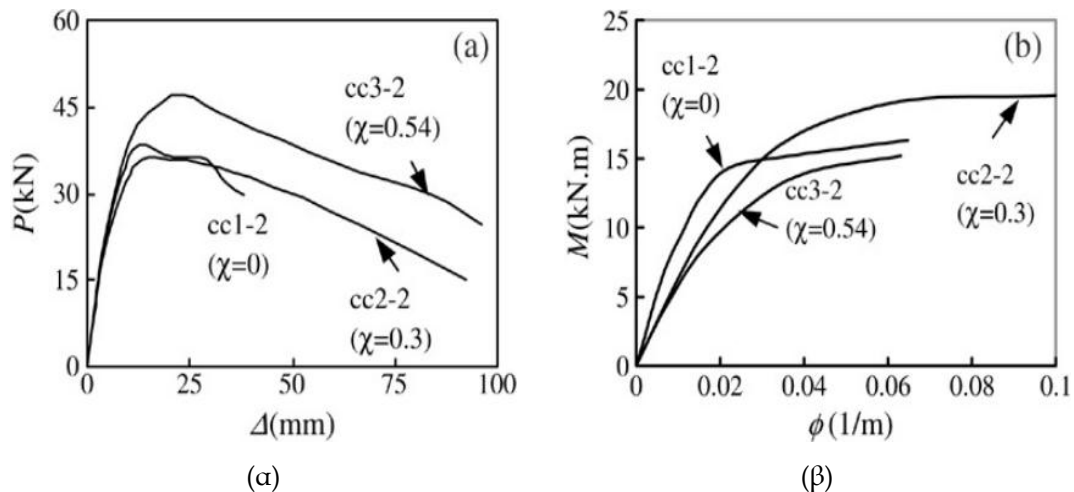 60
45
30
15
0
P(kN)
(a)
cc3-2
(χ=0.54)
cc1-2
(χ=0)
cc2-2
(χ=0.3)
0 25 50 75 100
Δ(mm)
(α)
25
20
15
10
5
0
M(kN.m)
(b)
cc1-2
(χ=0)
cc3-2
(χ=0.54)
cc2-2
(χ=0.3)
0 0.02 0.04 0.06 0.08 0.1
ϕ(1/m)
(β)